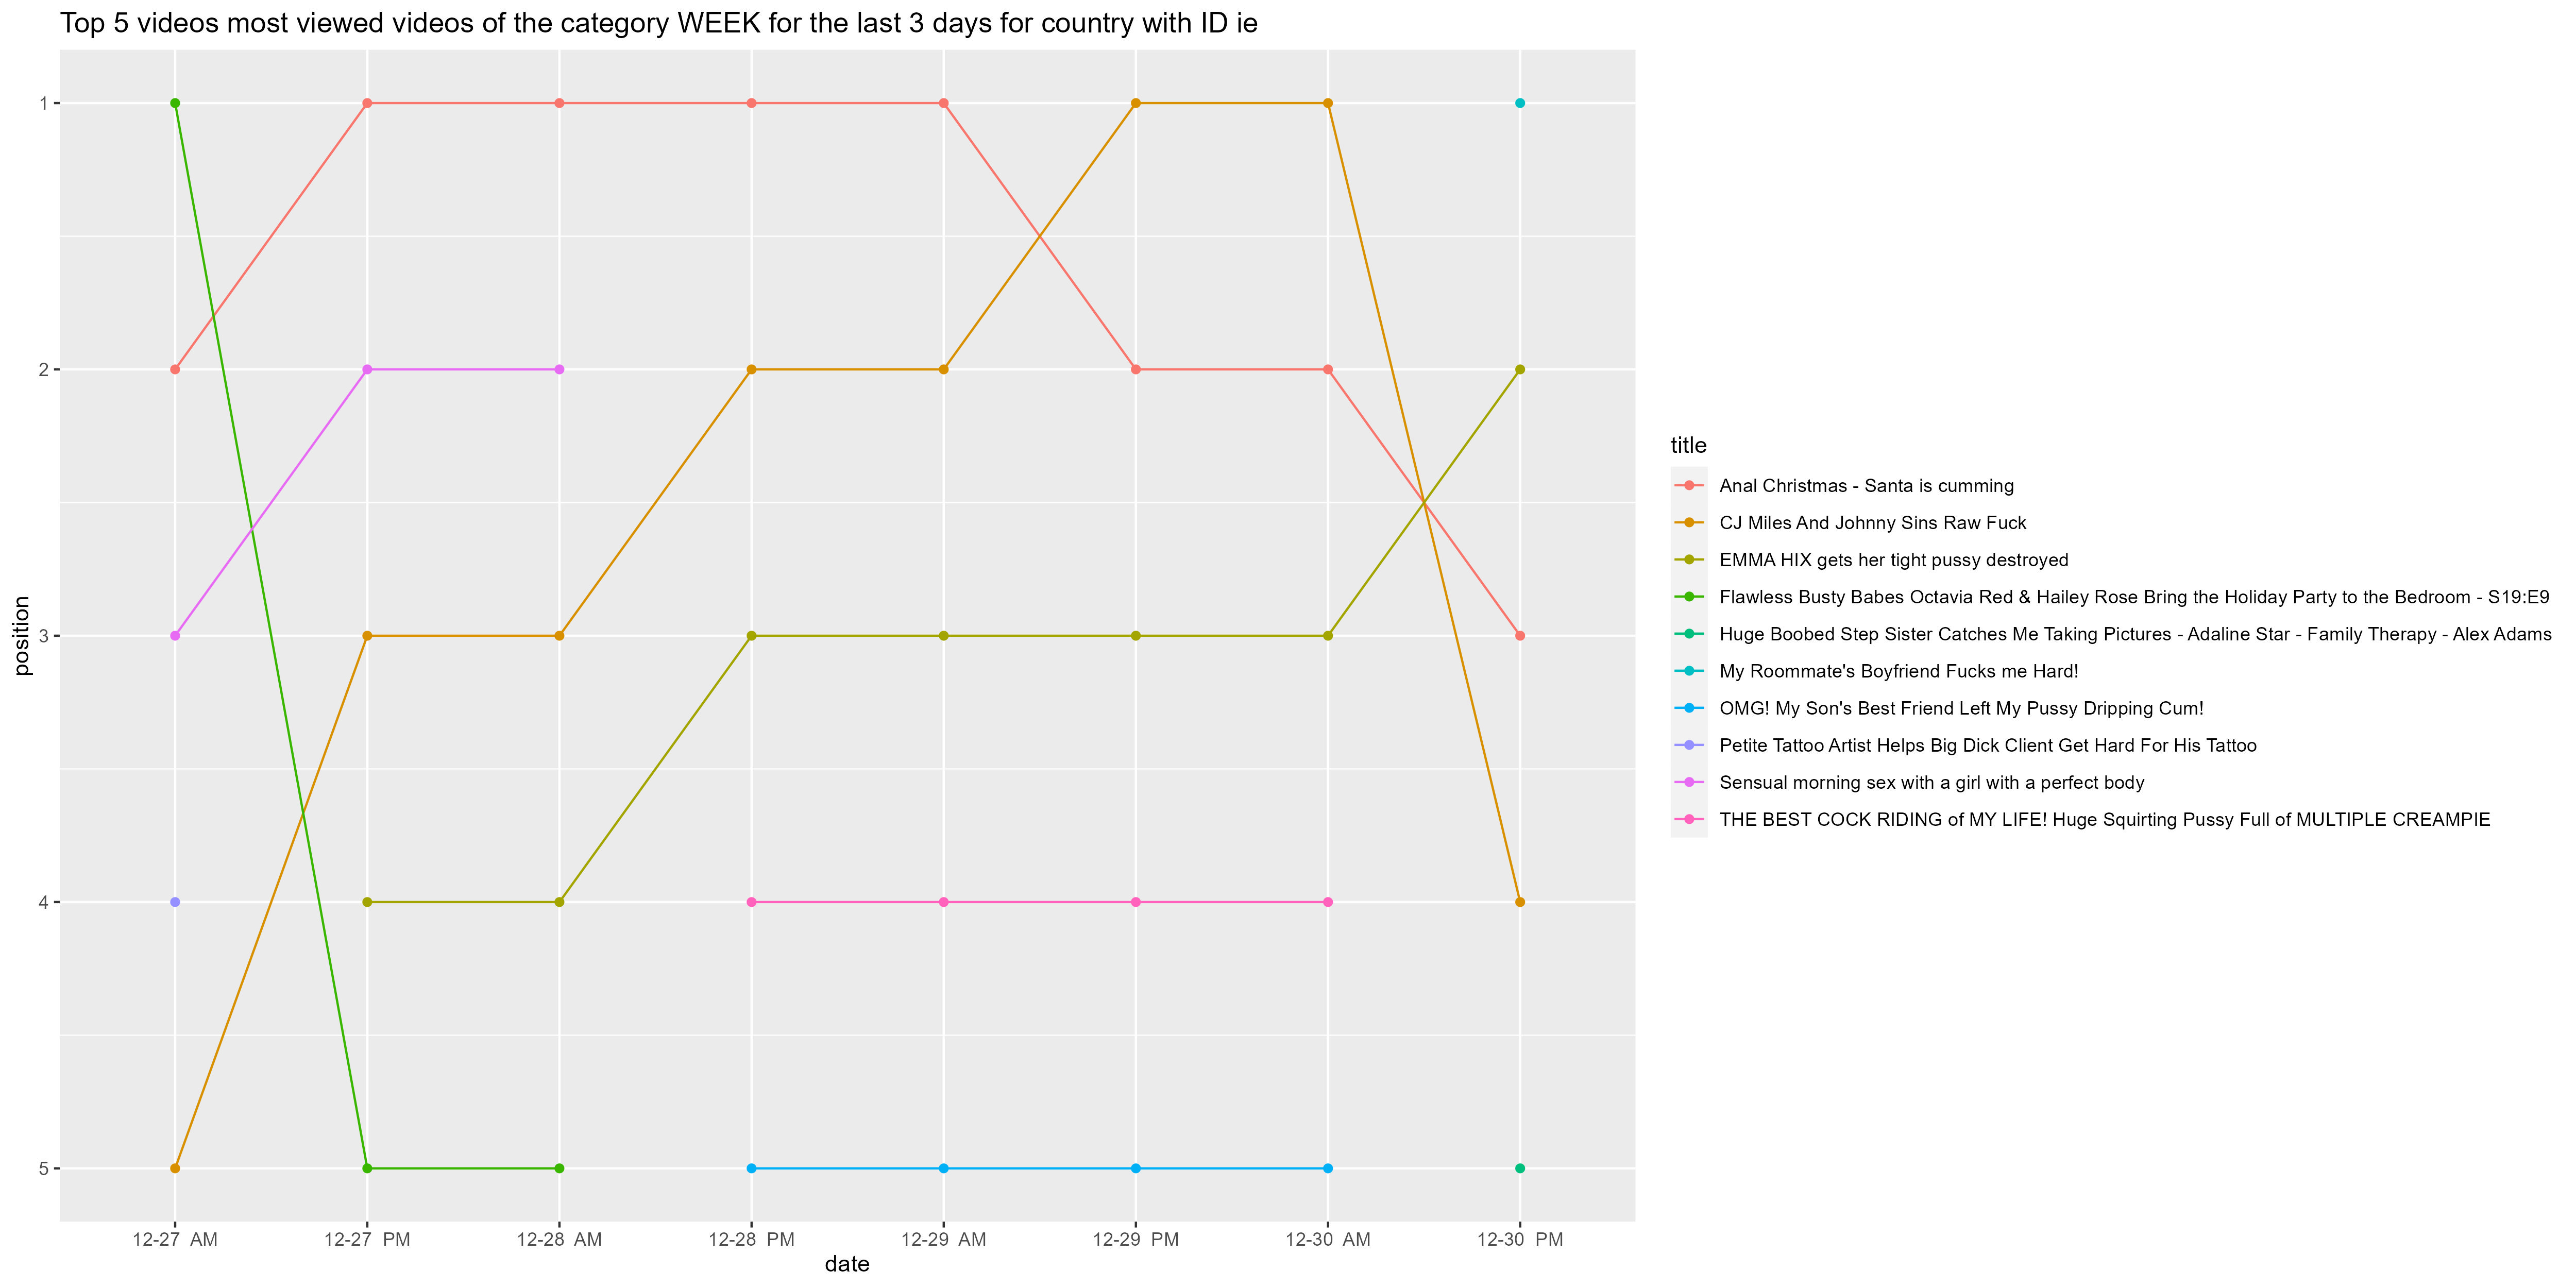 Top 5 videos most viewed videos of the category WEEK for the last 3 days for country with ID ie
position
1
2
3
4
5
12-27 AM
12-27 PM
12-28 AM
12-28 PM
12-29 AM
12-29 PM
12-30 AM
12-30 PM
date
title
Anal Christmas - Santa is cumming
CJ Miles And Johnny Sins Raw Fuck
EMMA HIX gets her tight pussy destroyed
Flawless Busty Babes Octavia Red & Hailey Rose Bring the Holiday Party to the Bedroom - S19:E9
Huge Boobed Step Sister Catches Me Taking Pictures - Adaline Star - Family Therapy - Alex Adams
My Roommate's Boyfriend Fucks me Hard!
OMG! My Son's Best Friend Left My Pussy Dripping Cum!
Petite Tattoo Artist Helps Big Dick Client Get Hard For His Tattoo
Sensual morning sex with a girl with a perfect body
THE BEST COCK RIDING of MY LIFE! Huge Squirting Pussy Full of MULTIPLE CREAMPIE